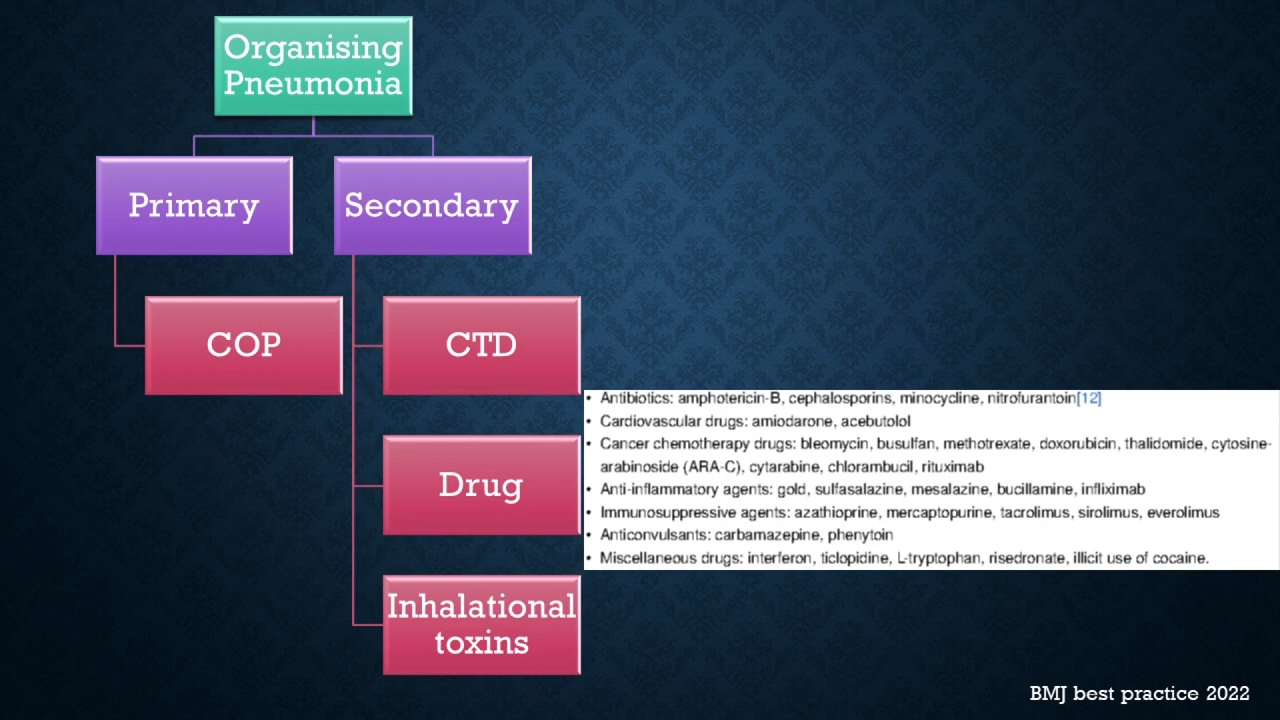 Organising
Pneumonia
Primary
Secondary
COP
CTD
Drug
Inhalational
toxins
• Antibiotics: amphotericin-B, cephalosporins, minocycline, nitrofurantoin[12]
• Cardiovascular drugs: amiodarone, acebutolol
• Cancer chemotherapy drugs: bleomycin, busulfan, methotrexate, doxorubicin, thalidomide, cytosine-
arabinoside (ARA-C), cytarabine, chlorambucil, rituximab
• Anti-inflammatory agents: gold, sulfasalazine, mesalazine, bucillamine, infliximab
• Immunosuppressive agents: azathioprine, mercaptopurine, tacrolimus, sirolimus, everolimus
• Anticonvulsants: carbamazepine, phenytoin
• Miscellaneous drugs: interferon, ticlopidine, L-tryptophan, risedronate, illicit use of cocaine.
BMJ best practice 2022